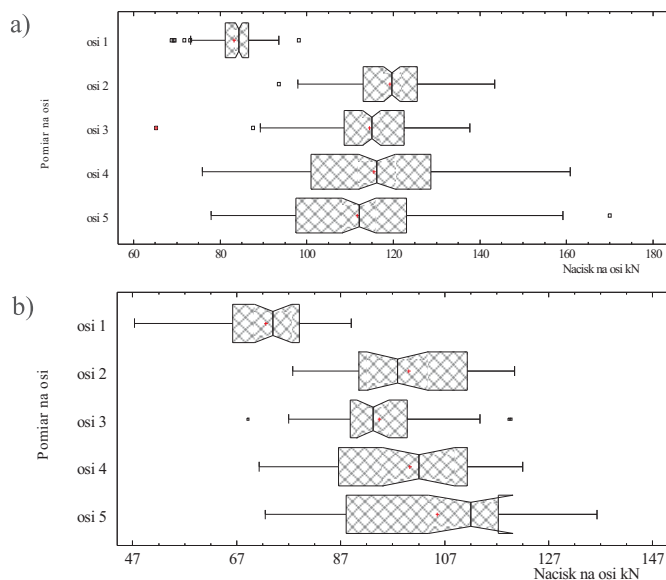 a)
Pomiar na osi
osi 1
osi 2
osi 3
osi 4
osi 5
60 80 100 120 140 160 180
Nacisk na osi kN
b)
Pomiar na osi
osi 1
osi 2
osi 3
osi 4
osi 5
47 67 87 107 127 147
Nacisk na osi kN